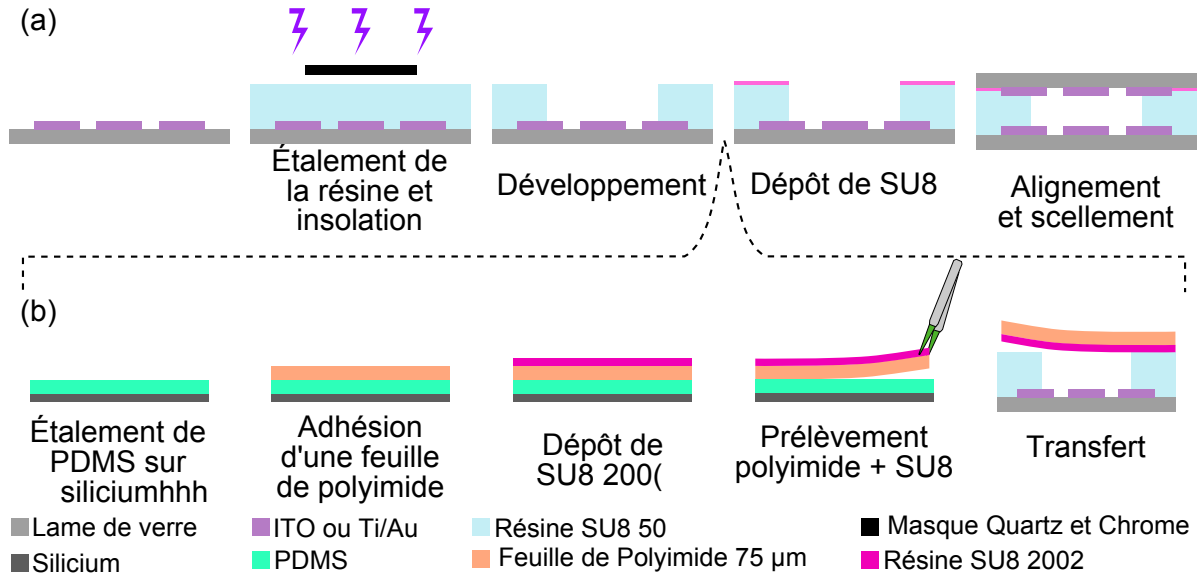 (a)
Étalement de
la résine et
insolation
Développement
Dépôt de SU8
Alignement
et scellement
(b)
Étalement de
PDMS sur
siliciumhhh
Adhésion
d'une feuille
de polyimide
Dépôt de
SU8 200(
Prélèvement
polyimide + SU8
Transfert
Lame de verre
ITO ou Ti/Au
Résine SU8 50
Masque Quartz et Chrome
Silicium
PDMS
Feuille de Polyimide 75 µm
Résine SU8 2002